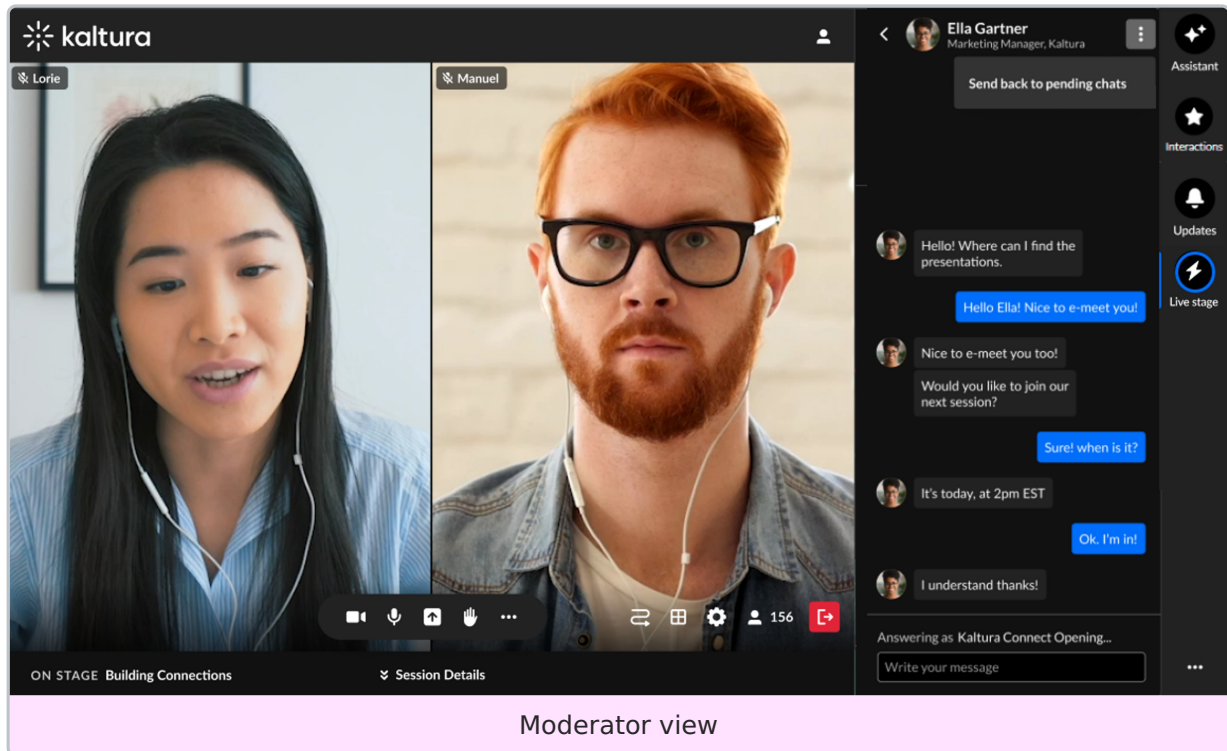 kaltura
Lorie
Manuel
156
ON STAGE Building Connections
Session Details
Ella Gartner
Marketing Manager, Kaltura
Send back to pending chats
Hello! Where can I find the
presentations.
Hello Ella! Nice to e-meet you!
Nice to e-meet you too!
Would you like to join our
next session?
Sure! when is it?
It's today, at 2pm EST
Ok. I'm in!
I understand thanks!
Answering as Kaltura Connect Opening...
Write your message
Assistant
Interactions
Updates
Live stage
Moderator view